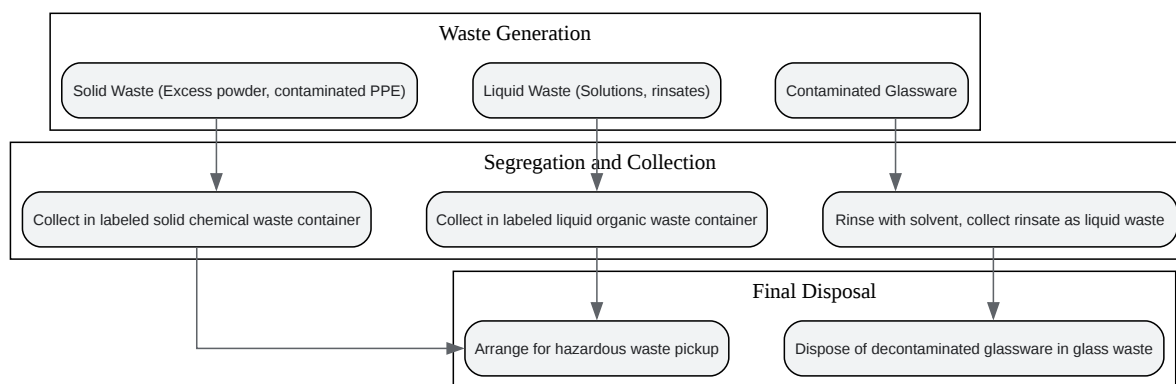 Waste Generation
Solid Waste (Excess powder, contaminated PPE)
Liquid Waste (Solutions, rinsates)
Contaminated Glassware
Segregation and Collection
Collect in labeled solid chemical waste container
Collect in labeled liquid organic waste container
Rinse with solvent, collect rinsate as liquid waste
Final Disposal
Arrange for hazardous waste pickup
Dispose of decontaminated glassware in glass waste